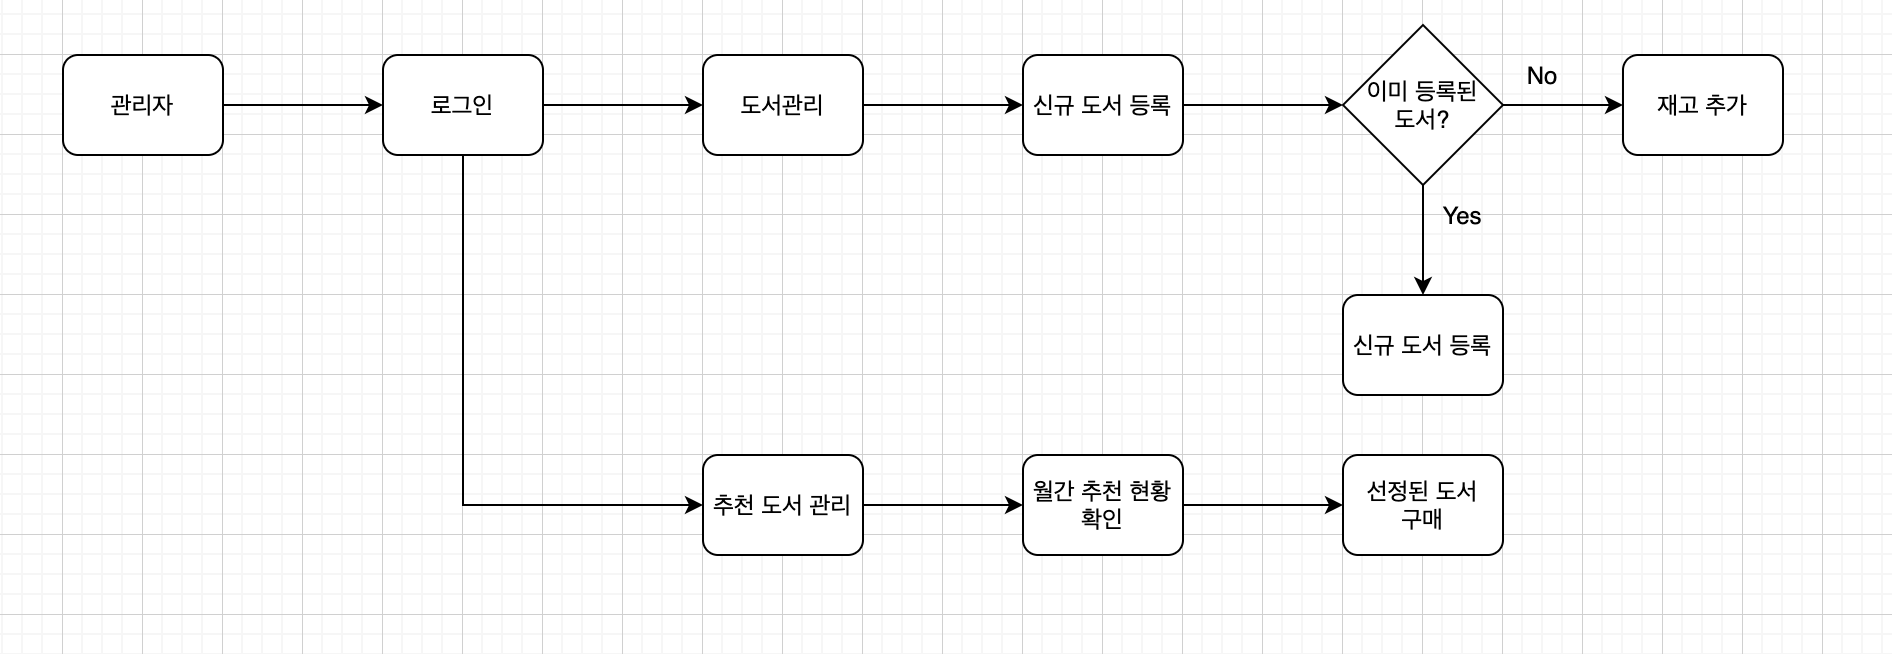 관리자
로그인
도서관리
신규 도서 등록
이미 등록된
도서?
No
재고 추가
Yes
신규 도서 등록
추천 도서 관리
월간 추천 현황
확인
선정된 도서
구매